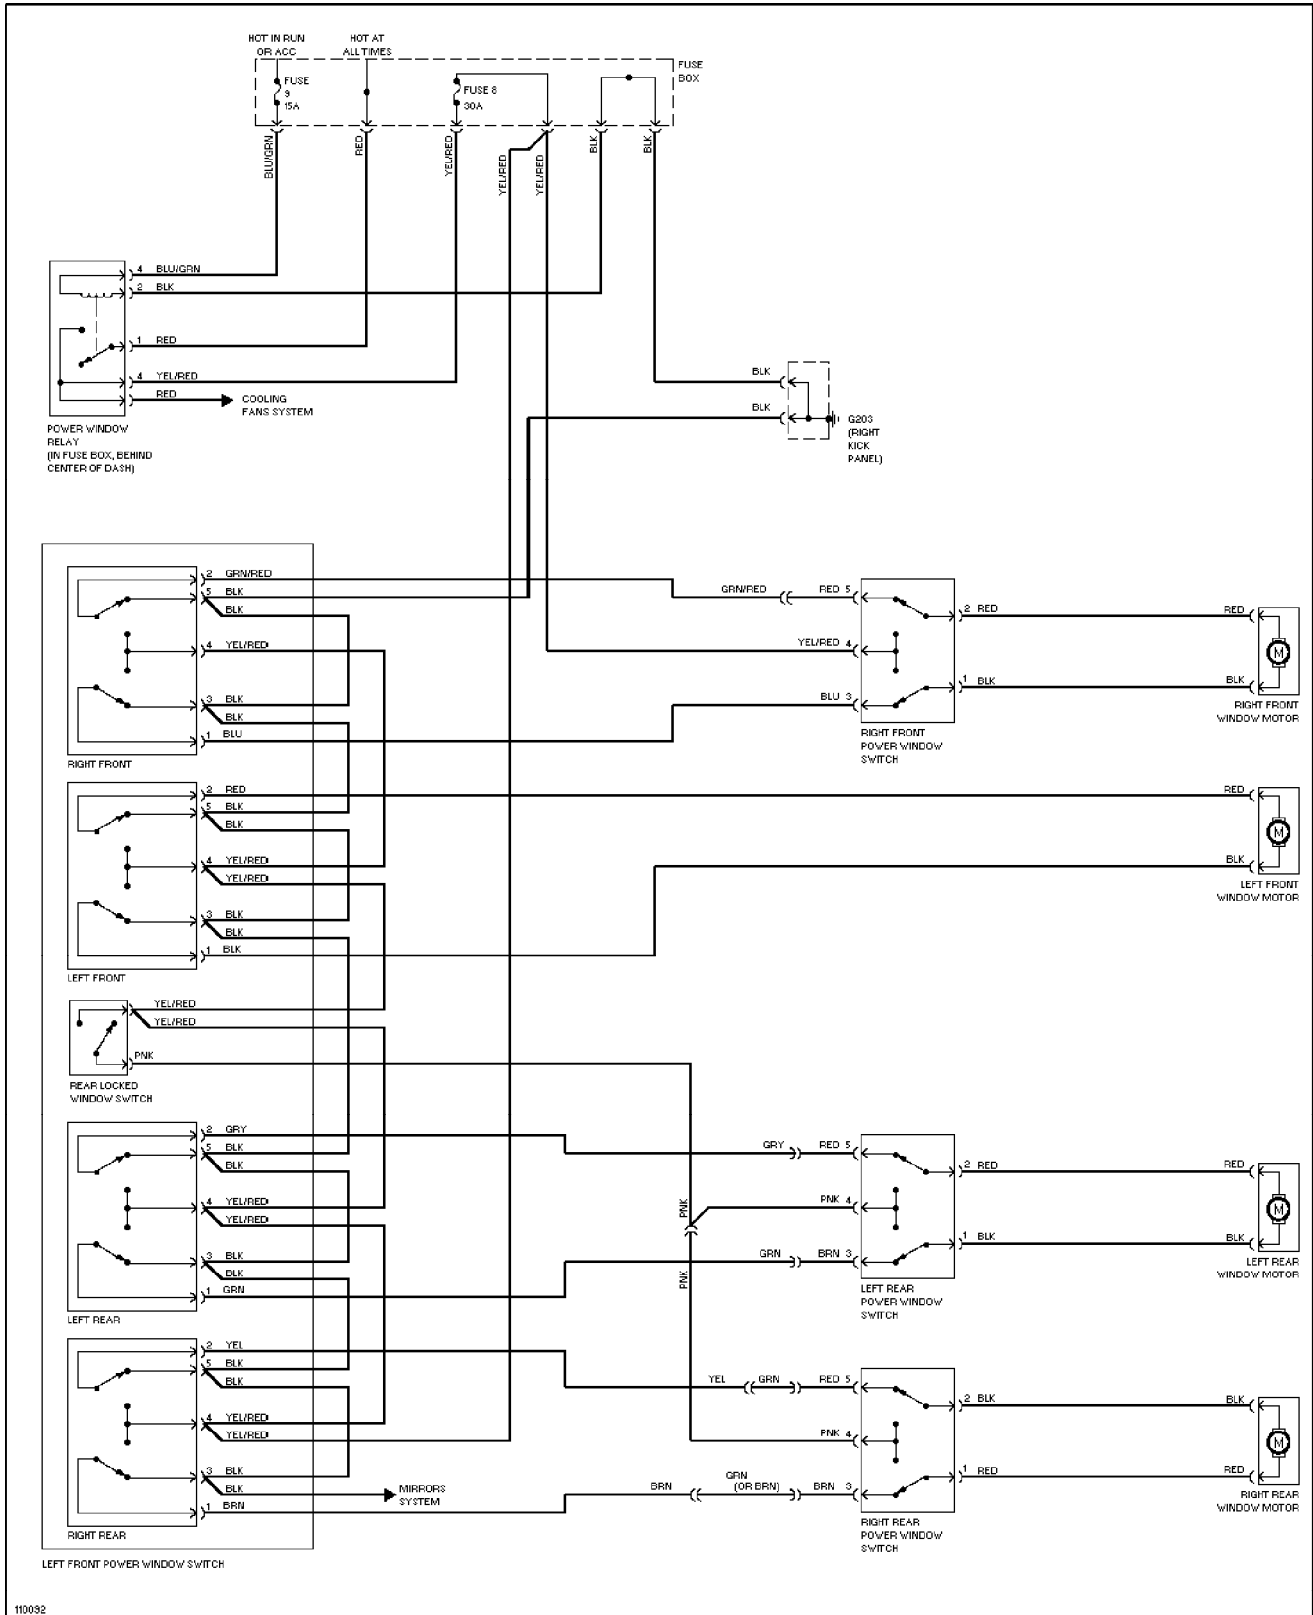 HOT IN RUN
OR ACC
HOT AT
ALL TIMES
FUSE
BOX
FUSE
9
15A
FUSE 8
30A
BLU/GRN
RED
YEL/RED
YEL/RED
YEL/RED
BLK
BLK
4 BLU/GRN
2 BLK
1 RED
4 YEL/RED
RED
COOLING
FANS SYSTEM
POWER WINDOW
RELAY
(IN FUSE BOX, BEHIND
CENTER OF DASH)
BLK
BLK
G203
(RIGHT
KICK
PANEL)
2 GRN/RED
5 BLK
BLK
4 YEL/RED
3 BLK
BLK
1 BLU
RIGHT FRONT
GRN/RED
RED 5
YEL/RED 4
BLU 3
2 RED
1 BLK
RIGHT FRONT
POWER WINDOW
SWITCH
RED
M
BLK
RIGHT FRONT
WINDOW MOTOR
2 RED
5 BLK
BLK
4 YEL/RED
YEL/RED
3 BLK
BLK
1 BLK
LEFT FRONT
RED
M
BLK
LEFT FRONT
WINDOW MOTOR
YEL/RED
YEL/RED
PNK
REAR LOCKED
WINDOW SWITCH
2 GRY
5 BLK
BLK
4 YEL/RED
YEL/RED
3 BLK
BLK
1 GRN
LEFT REAR
PNK
PNK
GRY
RED 5
PNK 4
GRN
BRN 3
2 RED
1 BLK
LEFT REAR
POWER WINDOW
SWITCH
RED
M
BLK
LEFT REAR
WINDOW MOTOR
2 YEL
5 BLK
BLK
4 YEL/RED
YEL/RED
3 BLK
BLK
MIRRORS
SYSTEM
1 BRN
RIGHT REAR
YEL
GRN
RED 5
PNK 4
BRN
GRN
(OR BRN)
BRN 3
2 BLK
1 RED
RIGHT REAR
POWER WINDOW
SWITCH
BLK
M
RED
RIGHT REAR
WINDOW MOTOR
LEFT FRONT POWER WINDOW SWITCH
110092